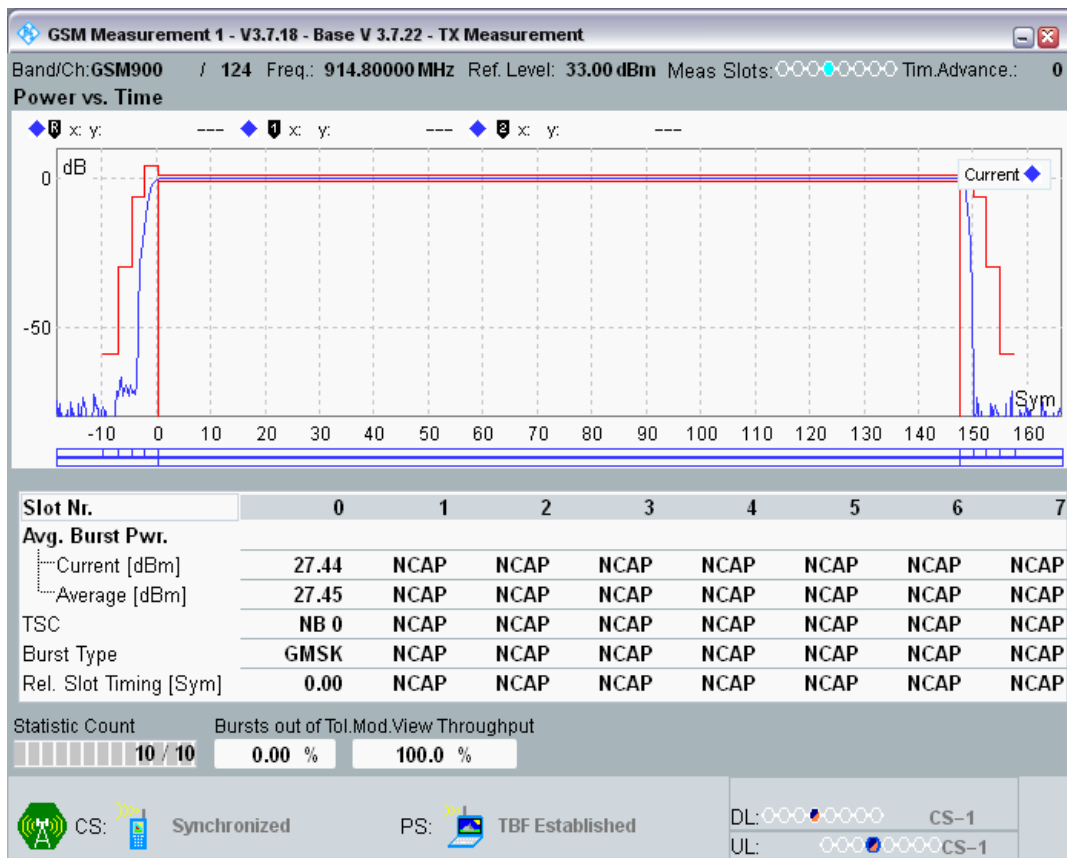 GSM Measurement 1 - V3.7.18 - Base V 3.7.22 - TX Measurement
Band/Ch:GSM900 / 124 Freq.: 914.80000 MHz Ref. Level: 33.00 dBm Meas Slots: Tim.Advance.: 0
Power vs. Time
R x: y: --- 1 x: y: --- 2 x: y: ---
dB
0
Current
-50
Sym
-10 0 10 20 30 40 50 60 70 80 90 100 110 120 130 140 150 160
Slot Nr. 0 1 2 3 4 5 6 7
Avg. Burst Pwr.
Current [dBm] 27.44 NCAP NCAP NCAP NCAP NCAP NCAP NCAP
Average [dBm] 27.45 NCAP NCAP NCAP NCAP NCAP NCAP NCAP
TSC NB 0 NCAP NCAP NCAP NCAP NCAP NCAP NCAP
Burst Type GMSK NCAP NCAP NCAP NCAP NCAP NCAP NCAP
Rel. Slot Timing [Sym] 0.00 NCAP NCAP NCAP NCAP NCAP NCAP NCAP
Statistic Count Bursts out of Tol.Mod.View Throughput
10 / 10 0.00 % 100.0 %
CS: Synchronized PS: TBF Established DL: CS-1
UL: CS-1